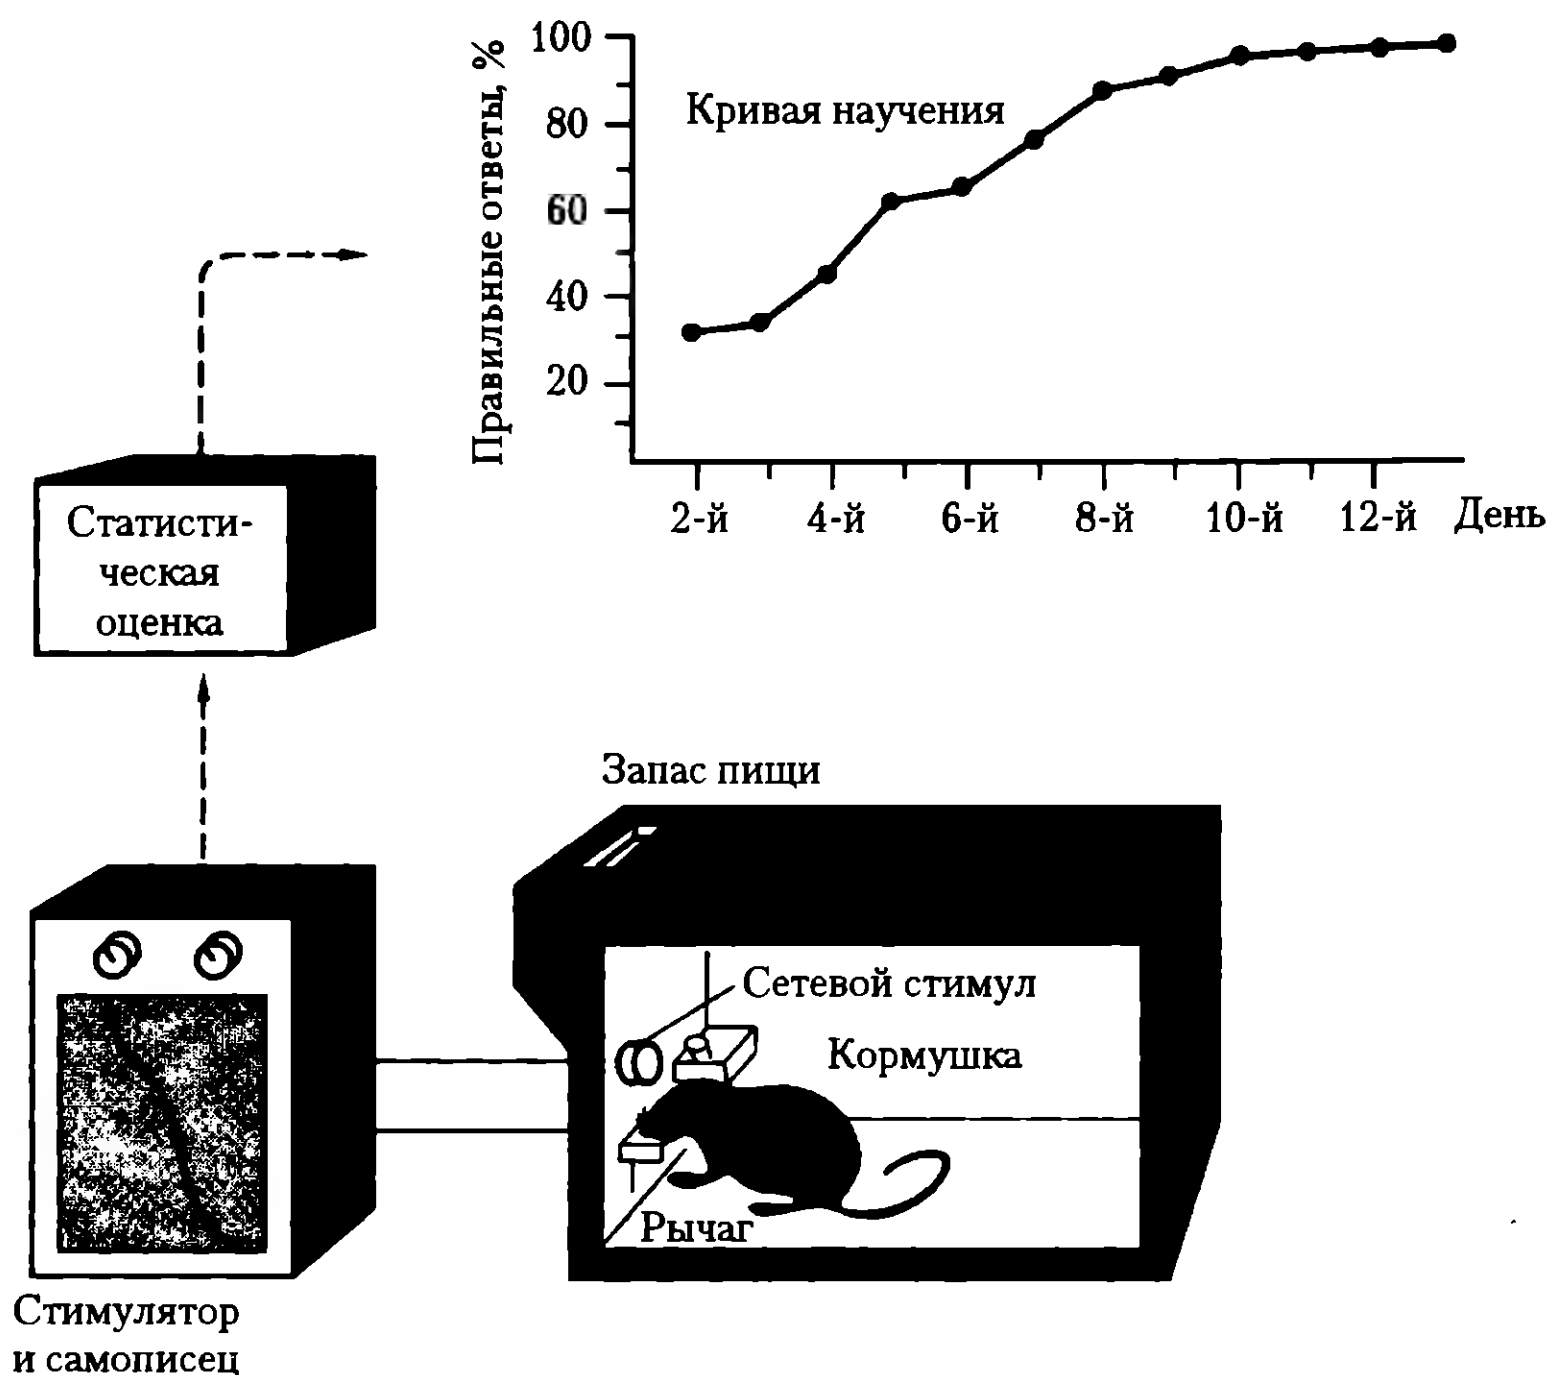 Правильные ответы, %
100
80
60
40
20
Кривая научения
2-й 4-й 6-й 8-й 10-й 12-й День
Статисти-
ческая
оценка
Запас пищи
Сетевой стимул
Кормушка
Рычаг
Стимулятор
и самописец